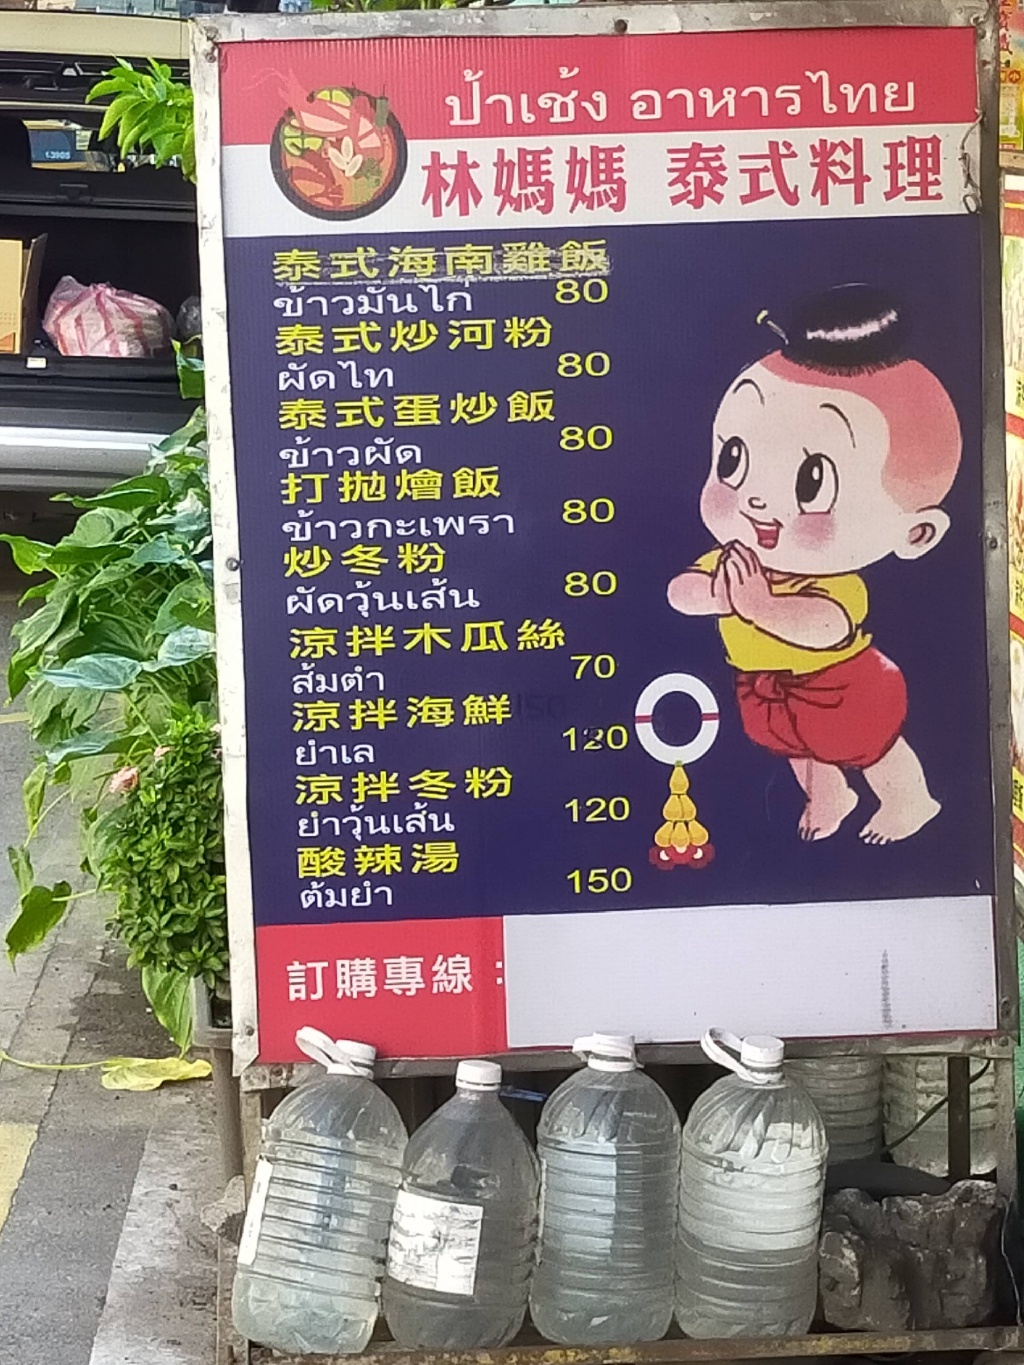 ป้าเช้ง อาหารไทย
林媽媽 泰式料理
泰式海南雞飯
ข้าวมันไก่ 80
泰式炒河粉
ผัดไท 80
泰式蛋炒飯
ข้าวผัด 80
打拋燴飯
ข้าวกะเพรา 80
炒冬粉
ผัดวุ้นเส้น 80
涼拌木瓜絲
ส้มตำ 70
涼拌海鮮
ยำเล 120
涼拌冬粉
ยำวุ้นเส้น 120
酸辣湯
ต้มยำ 150
訂購專線：